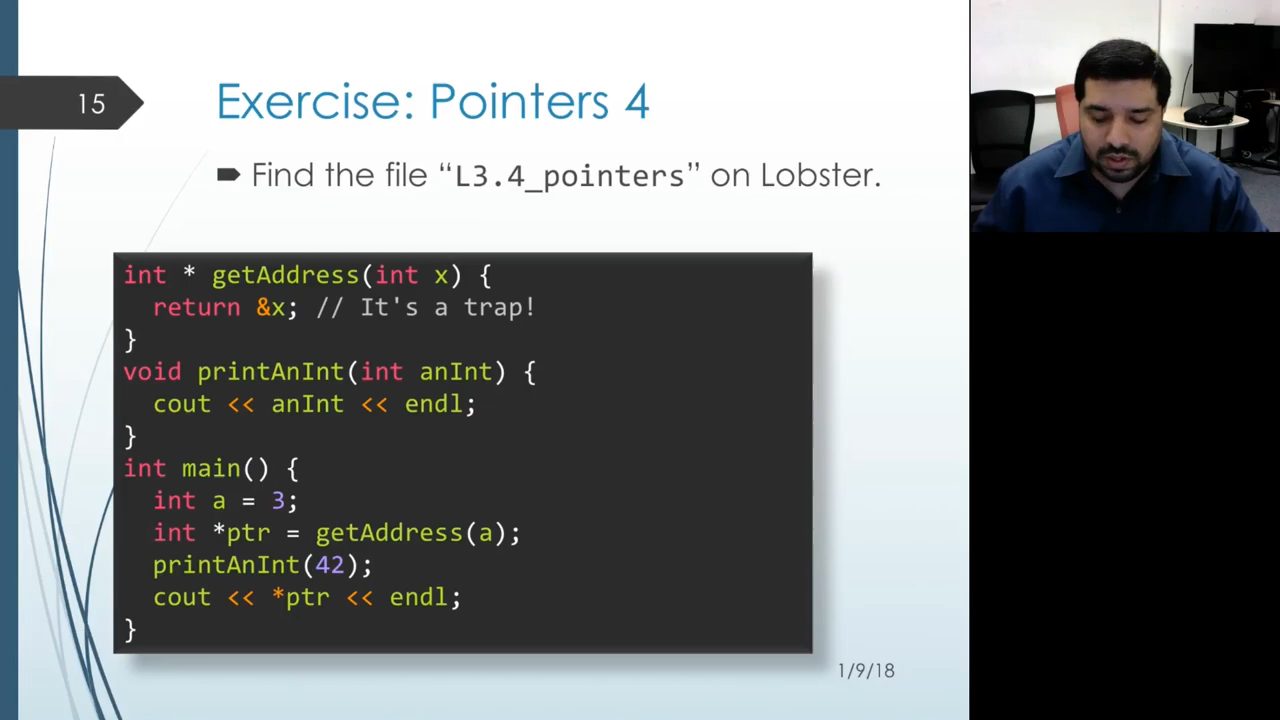 15
Exercise: Pointers 4
Find the file “L3.4_pointers” on Lobster.
int * getAddress(int x) {
  return &x; // It's a trap!
}
void printAnInt(int anInt) {
  cout << anInt << endl;
}
int main() {
  int a = 3;
  int *ptr = getAddress(a);
  printAnInt(42);
  cout << *ptr << endl;
}
1/9/18